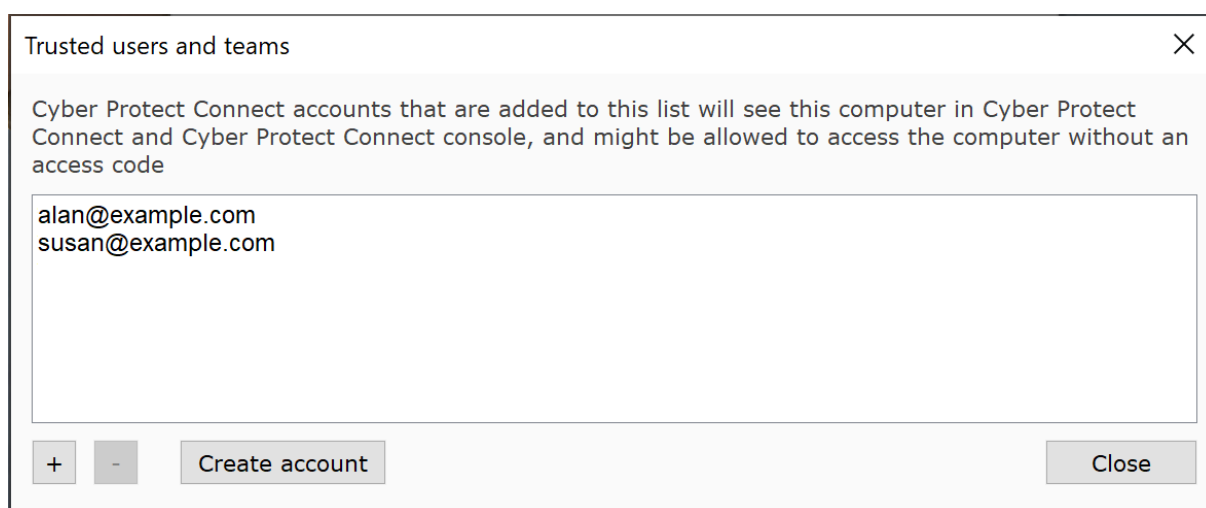 Trusted users and teams
Cyber Protect Connect accounts that are added to this list will see this computer in Cyber Protect
Connect and Cyber Protect Connect console, and might be allowed to access the computer without an
access code
alan@example.com
susan@example.com
+ - Create account Close